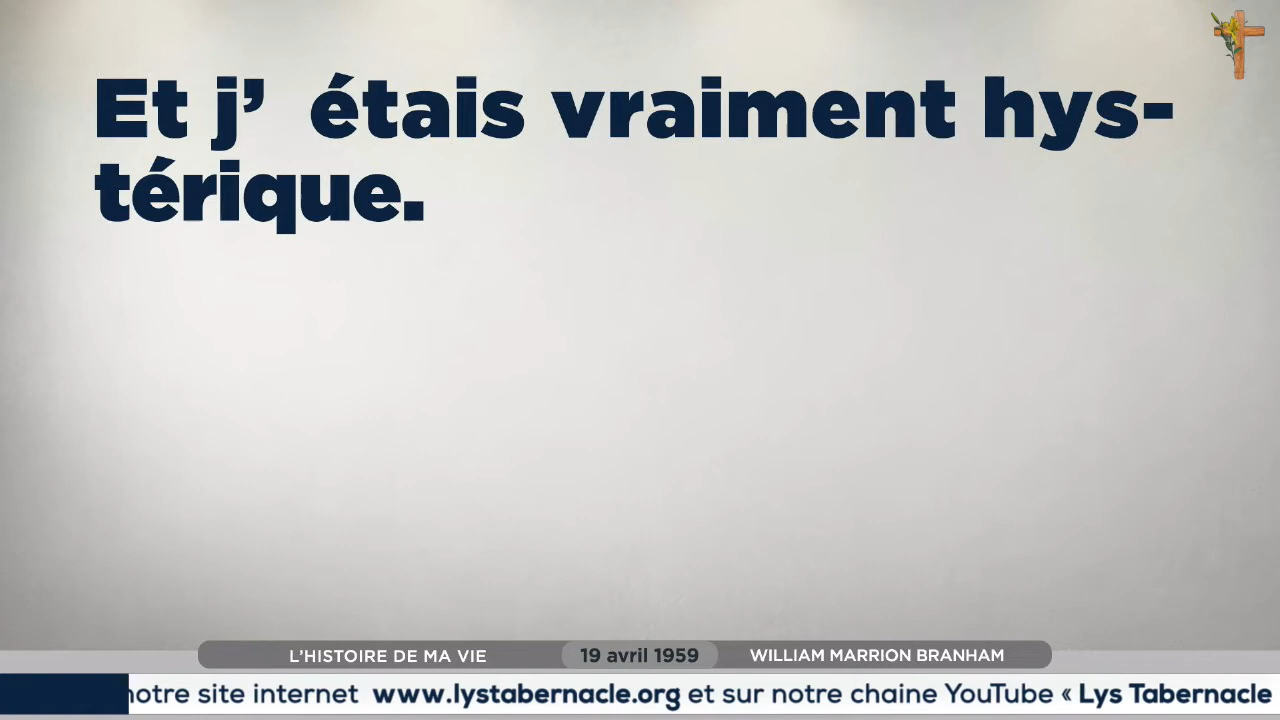 Et j’ étais vraiment hys-
térique.
L’HISTOIRE DE MA VIE 19 avril 1959 WILLIAM MARRION BRANHAM
notre site internet www.lystabernacle.org et sur notre chaine YouTube « Lys Tabernacle